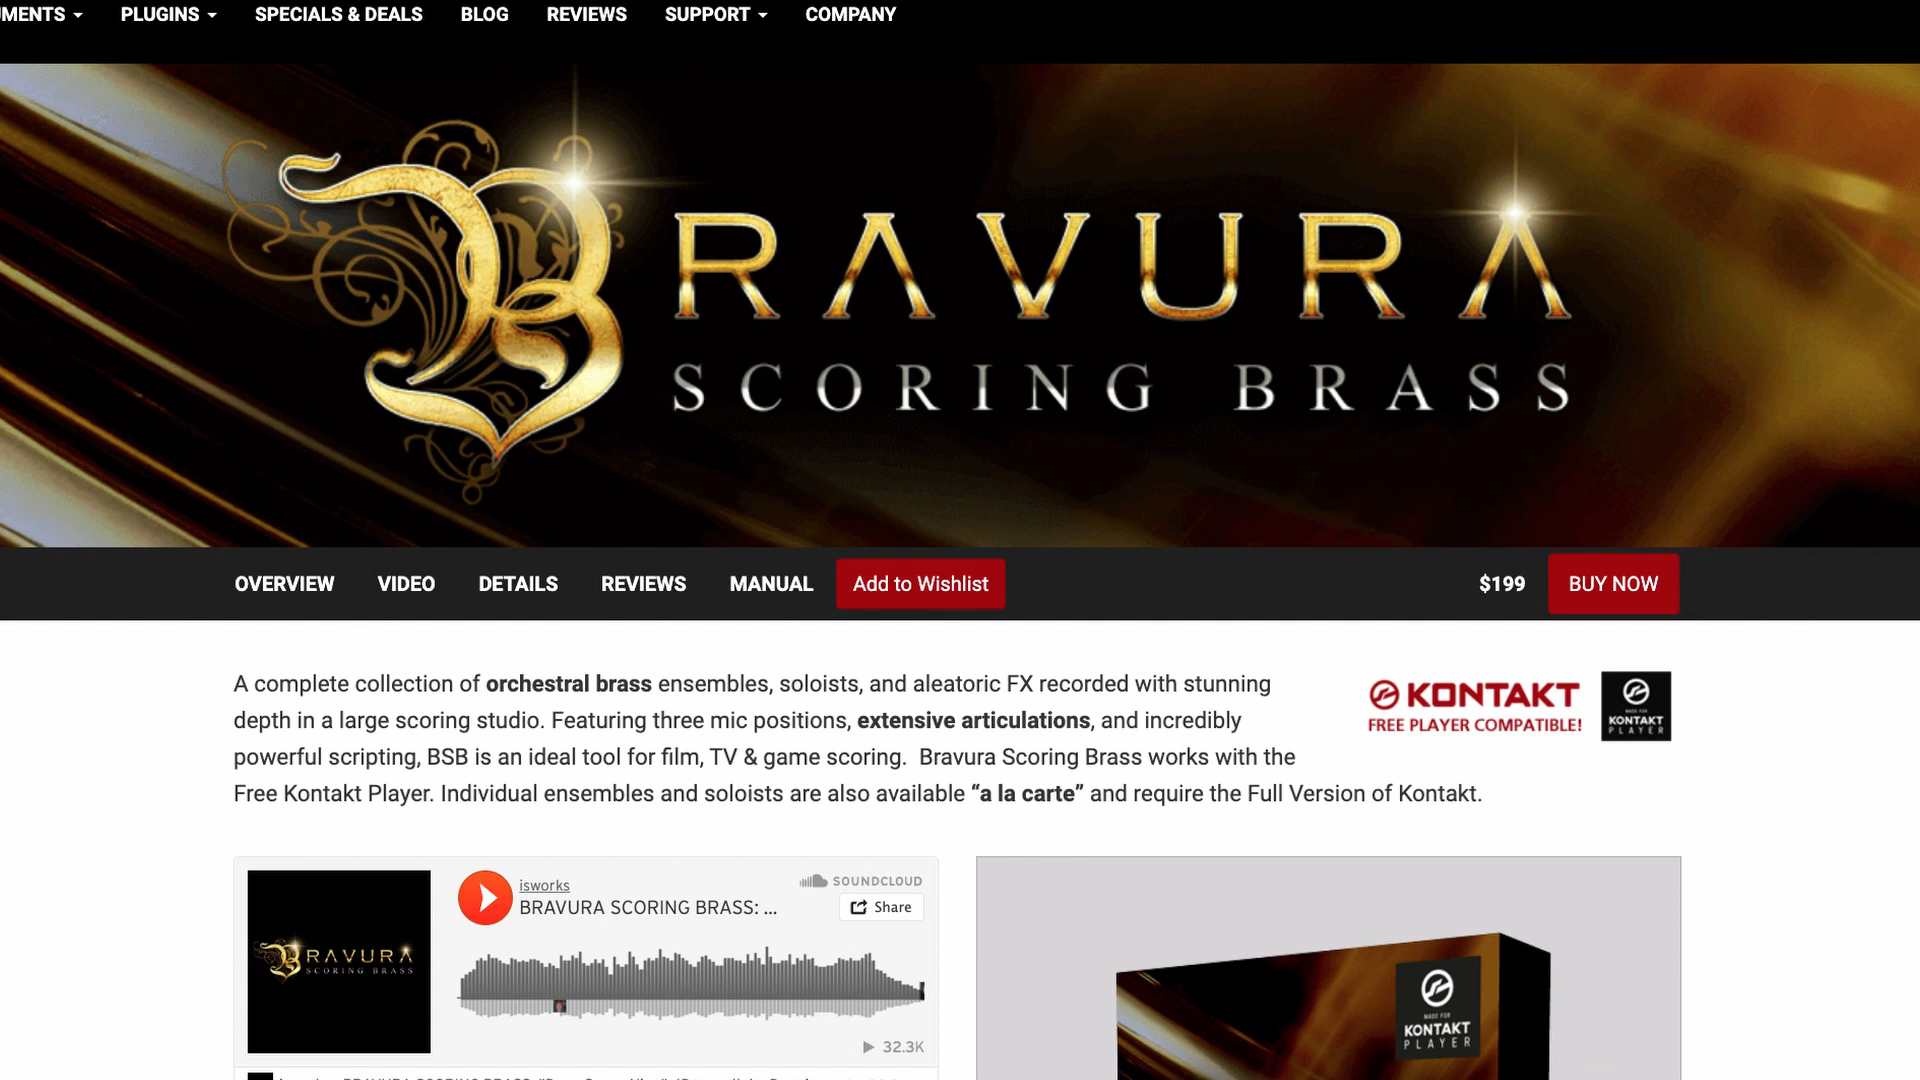 UMENTS PLUGINS SPECIALS & DEALS BLOG REVIEWS SUPPORT COMPANY
BRAVURA
SCORING BRASS
OVERVIEW VIDEO DETAILS REVIEWS MANUAL Add to Wishlist $199 BUY NOW
A complete collection of orchestral brass ensembles, soloists, and aleatoric FX recorded with stunning
depth in a large scoring studio. Featuring three mic positions, extensive articulations, and incredibly
powerful scripting, BSB is an ideal tool for film, TV & game scoring. Bravura Scoring Brass works with the
Free Kontakt Player. Individual ensembles and soloists are also available “a la carte” and require the Full Version of Kontakt.
KONTAKT
FREE PLAYER COMPATIBLE!
MADE FOR
KONTAKT
PLAYER
BRAVURA
SCORING BRASS
isworks
BRAVURA SCORING BRASS: ...
SOUNDCLOUD
Share
32.3K
MADE FOR
KONTAKT
PLAYER